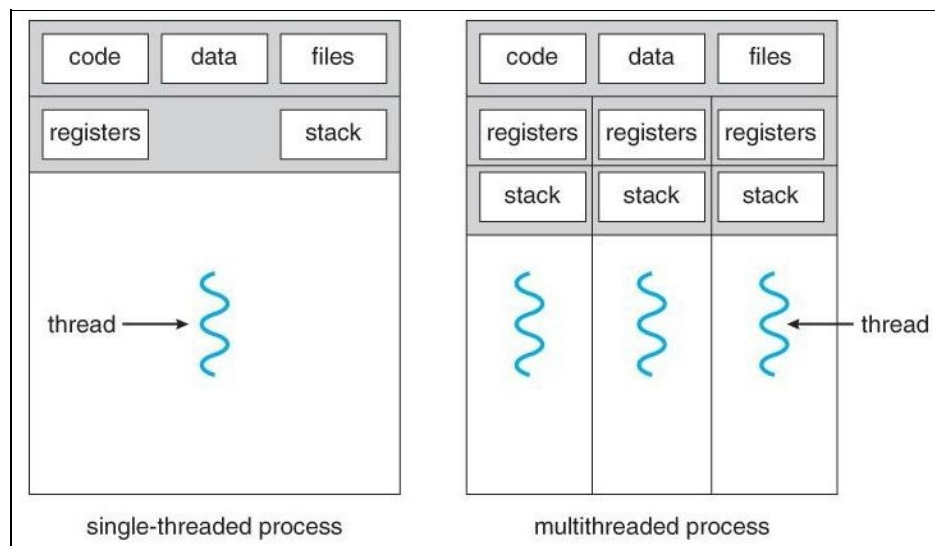 code data files
registers stack
thread
single-threaded process
code data files
registers registers registers
stack stack stack
thread
multithreaded process